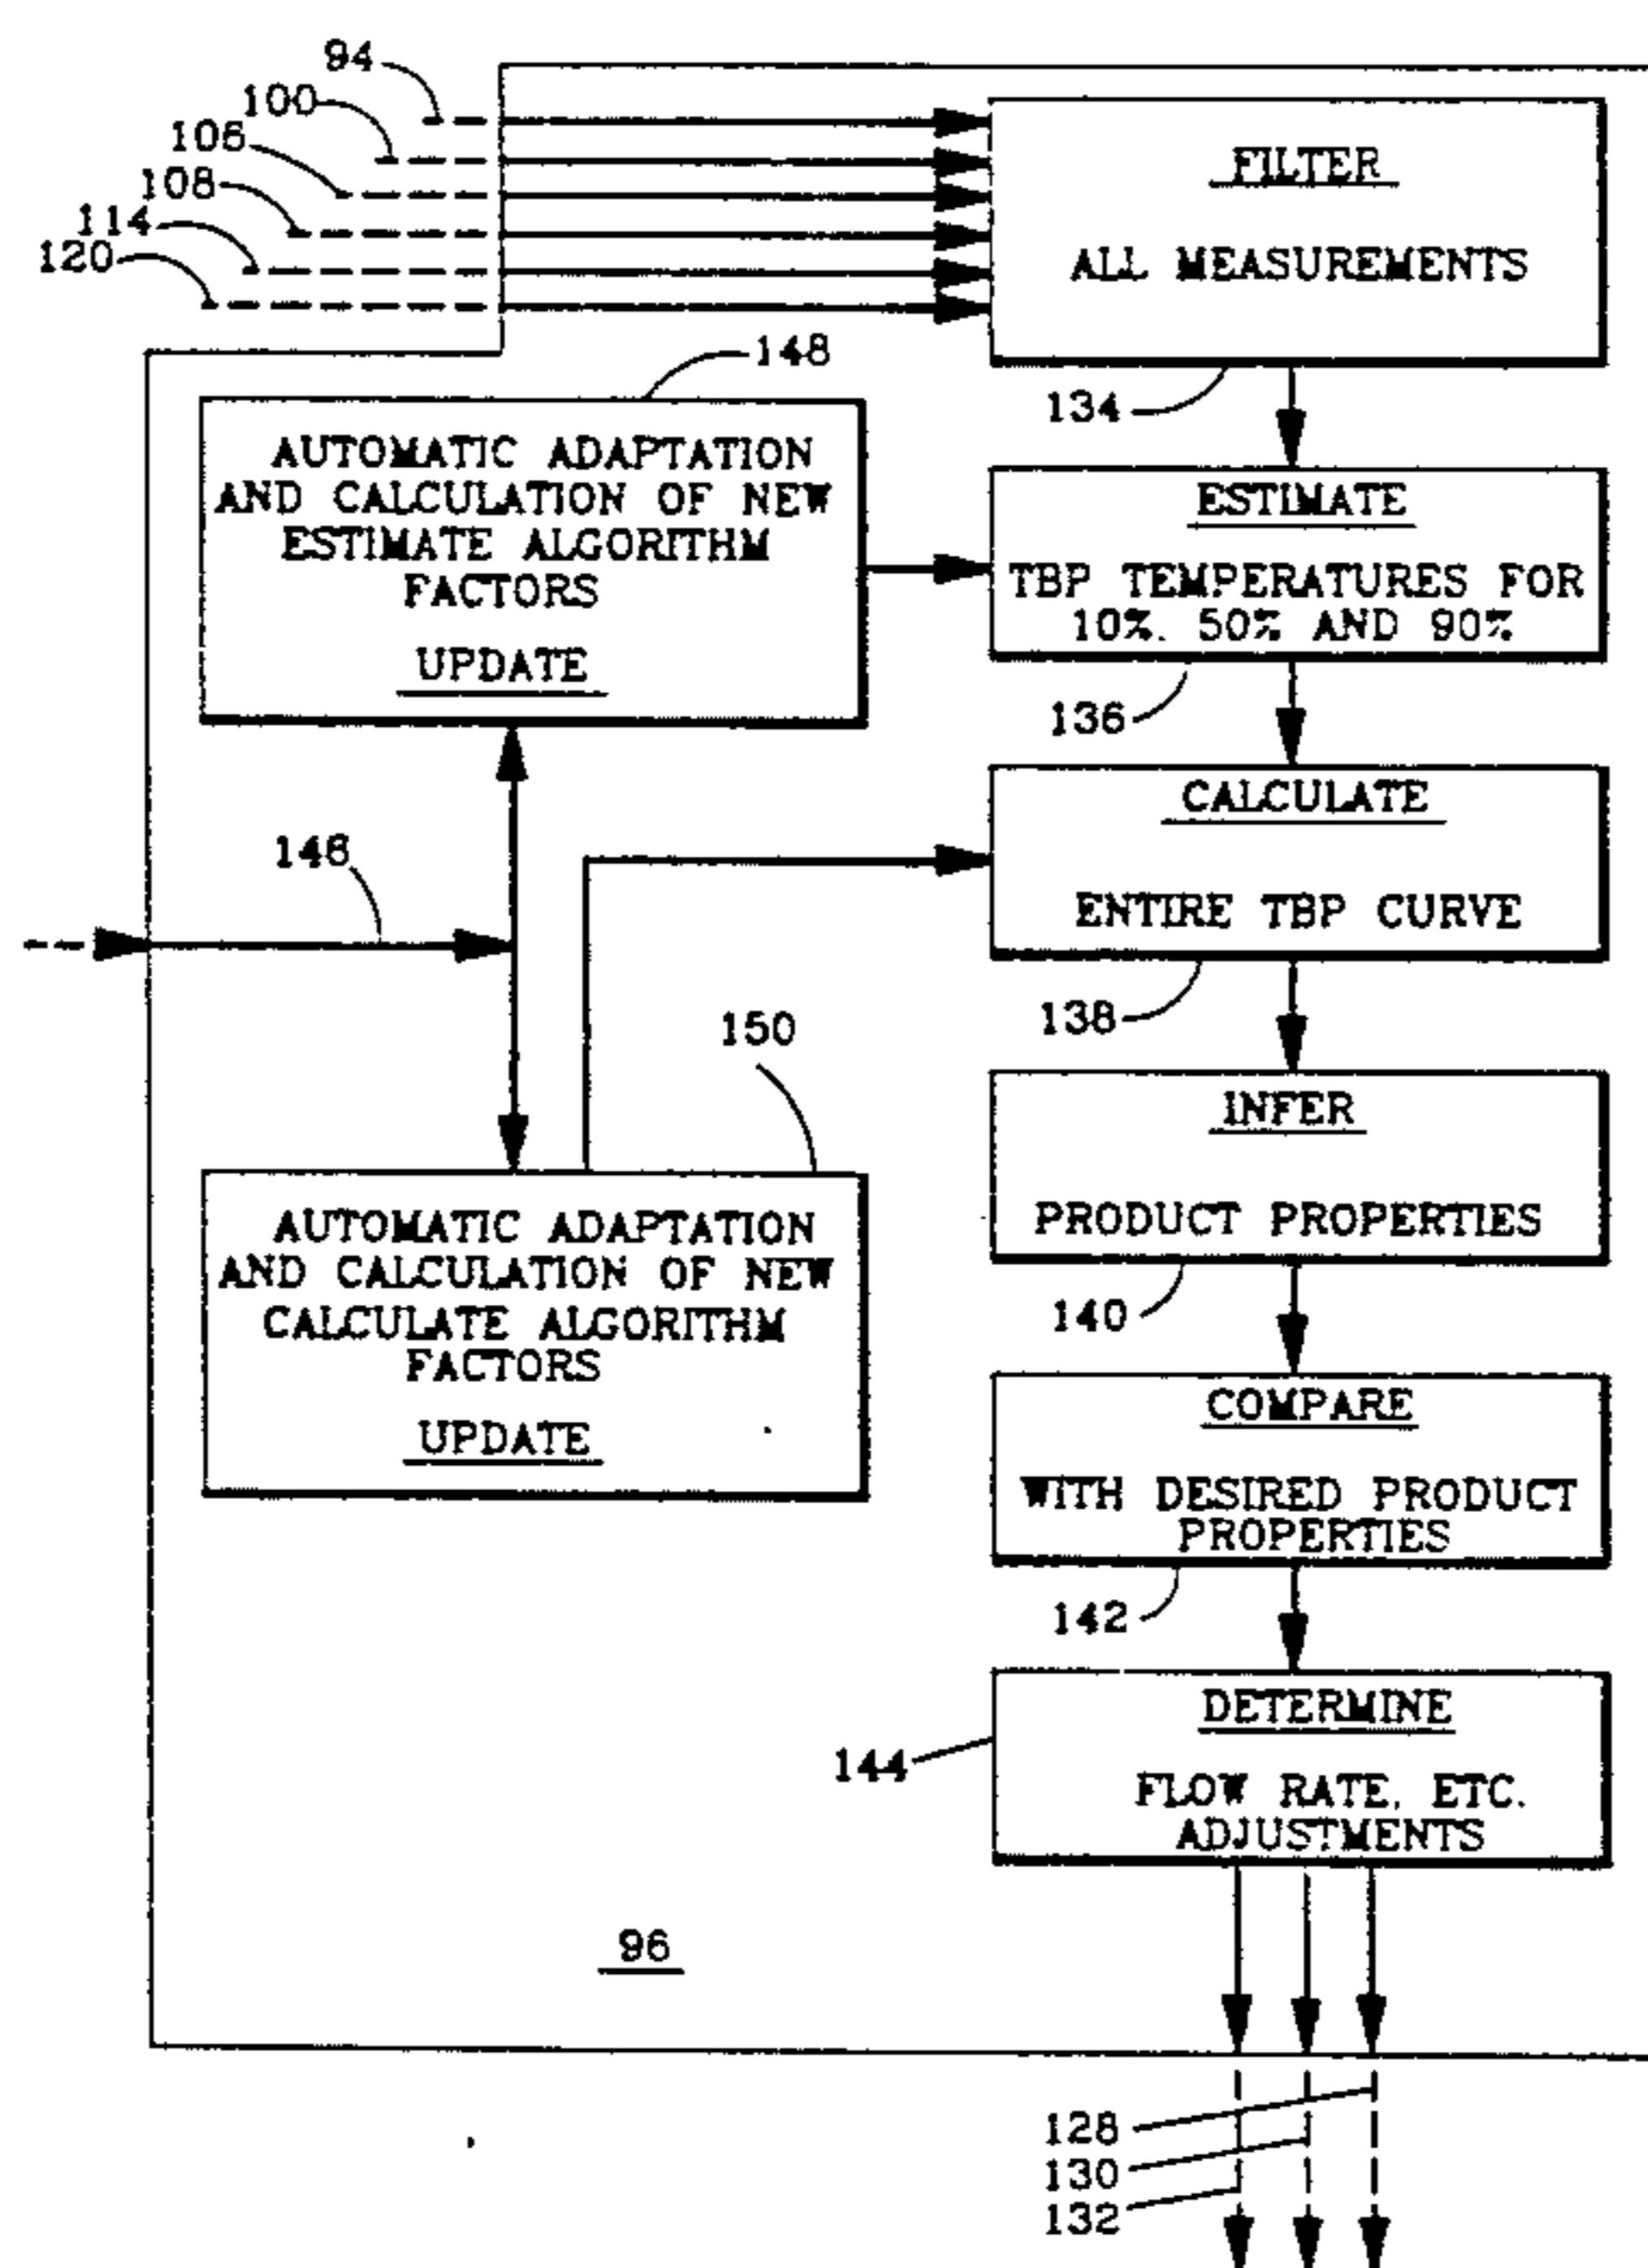 94
100
106
108
114
120
FILTER
ALL MEASUREMENTS
134
148
AUTOMATIC ADAPTATION
AND CALCULATION OF NEW
ESTIMATE ALGORITHM
FACTORS
UPDATE
ESTIMATE
TBP TEMPERATURES FOR
10%, 50% AND 90%
136
CALCULATE
ENTIRE TBP CURVE
138
146
150
AUTOMATIC ADAPTATION
AND CALCULATION OF NEW
CALCULATE ALGORITHM
FACTORS
UPDATE
INFER
PRODUCT PROPERTIES
140
COMPARE
WITH DESIRED PRODUCT
PROPERTIES
142
DETERMINE
FLOW RATE, ETC.
ADJUSTMENTS
144
96
128
130
132